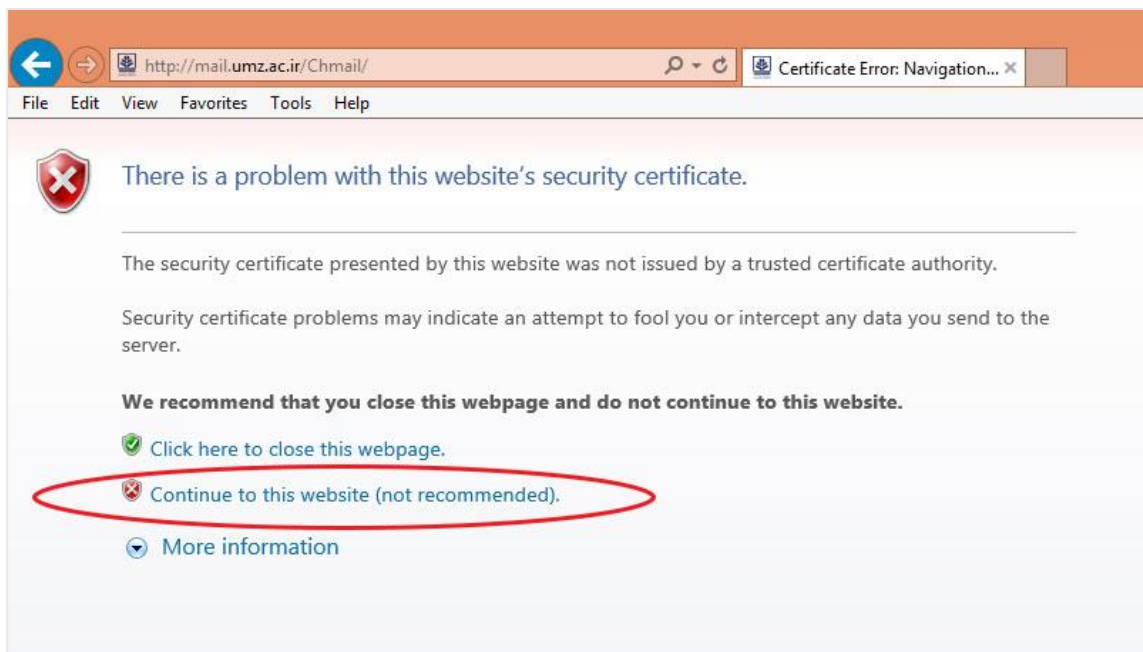 http://mail.umz.ac.ir/Chmail/
Certificate Error: Navigation...
File Edit View Favorites Tools Help
There is a problem with this website's security certificate.
The security certificate presented by this website was not issued by a trusted certificate authority.
Security certificate problems may indicate an attempt to fool you or intercept any data you send to the
server.
We recommend that you close this webpage and do not continue to this website.
Click here to close this webpage.
Continue to this website (not recommended).
More information